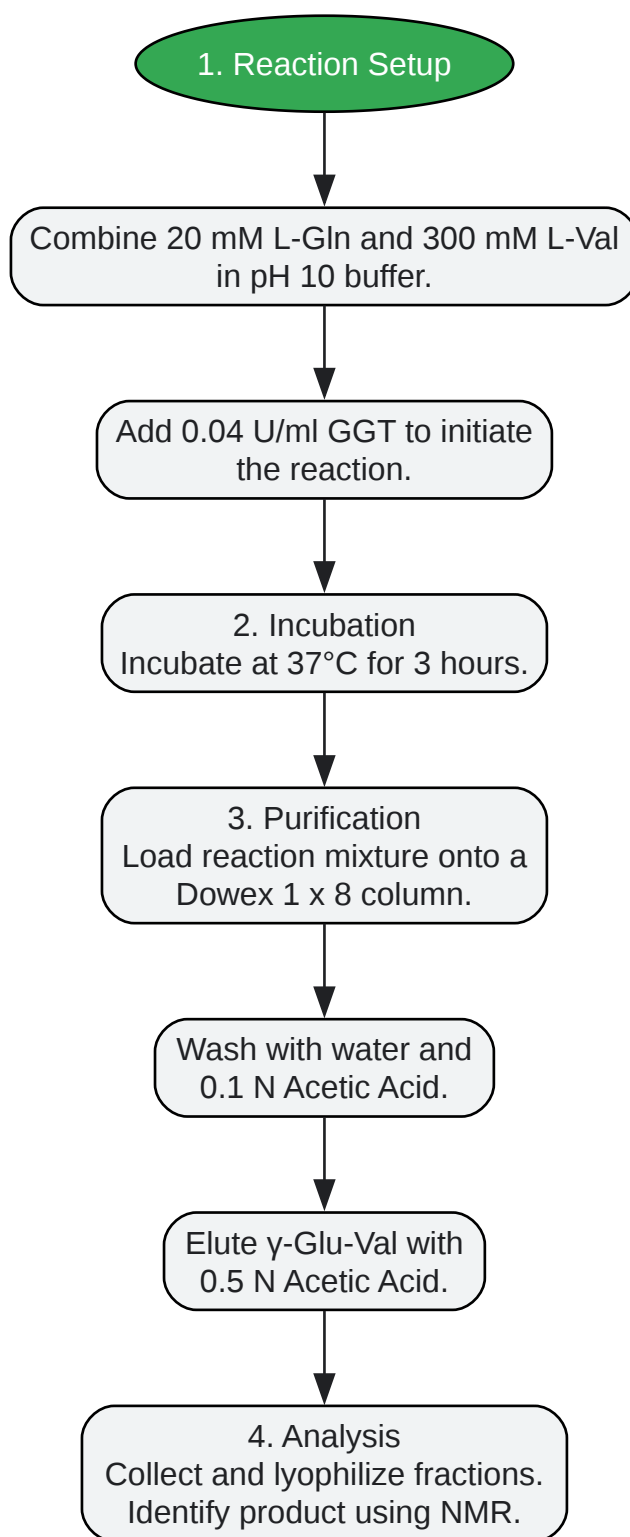 1. Reaction Setup
Combine 20 mM L-Gln and 300 mM L-Val
in pH 10 buffer.
Add 0.04 U/ml GGT to initiate
the reaction.
2. Incubation
Incubate at 37°C for 3 hours.
3. Purification
Load reaction mixture onto a
Dowex 1 x 8 column.
Wash with water and
0.1 N Acetic Acid.
Elute γ-Glu-Val with
0.5 N Acetic Acid.
4. Analysis
Collect and lyophilize fractions.
Identify product using NMR.